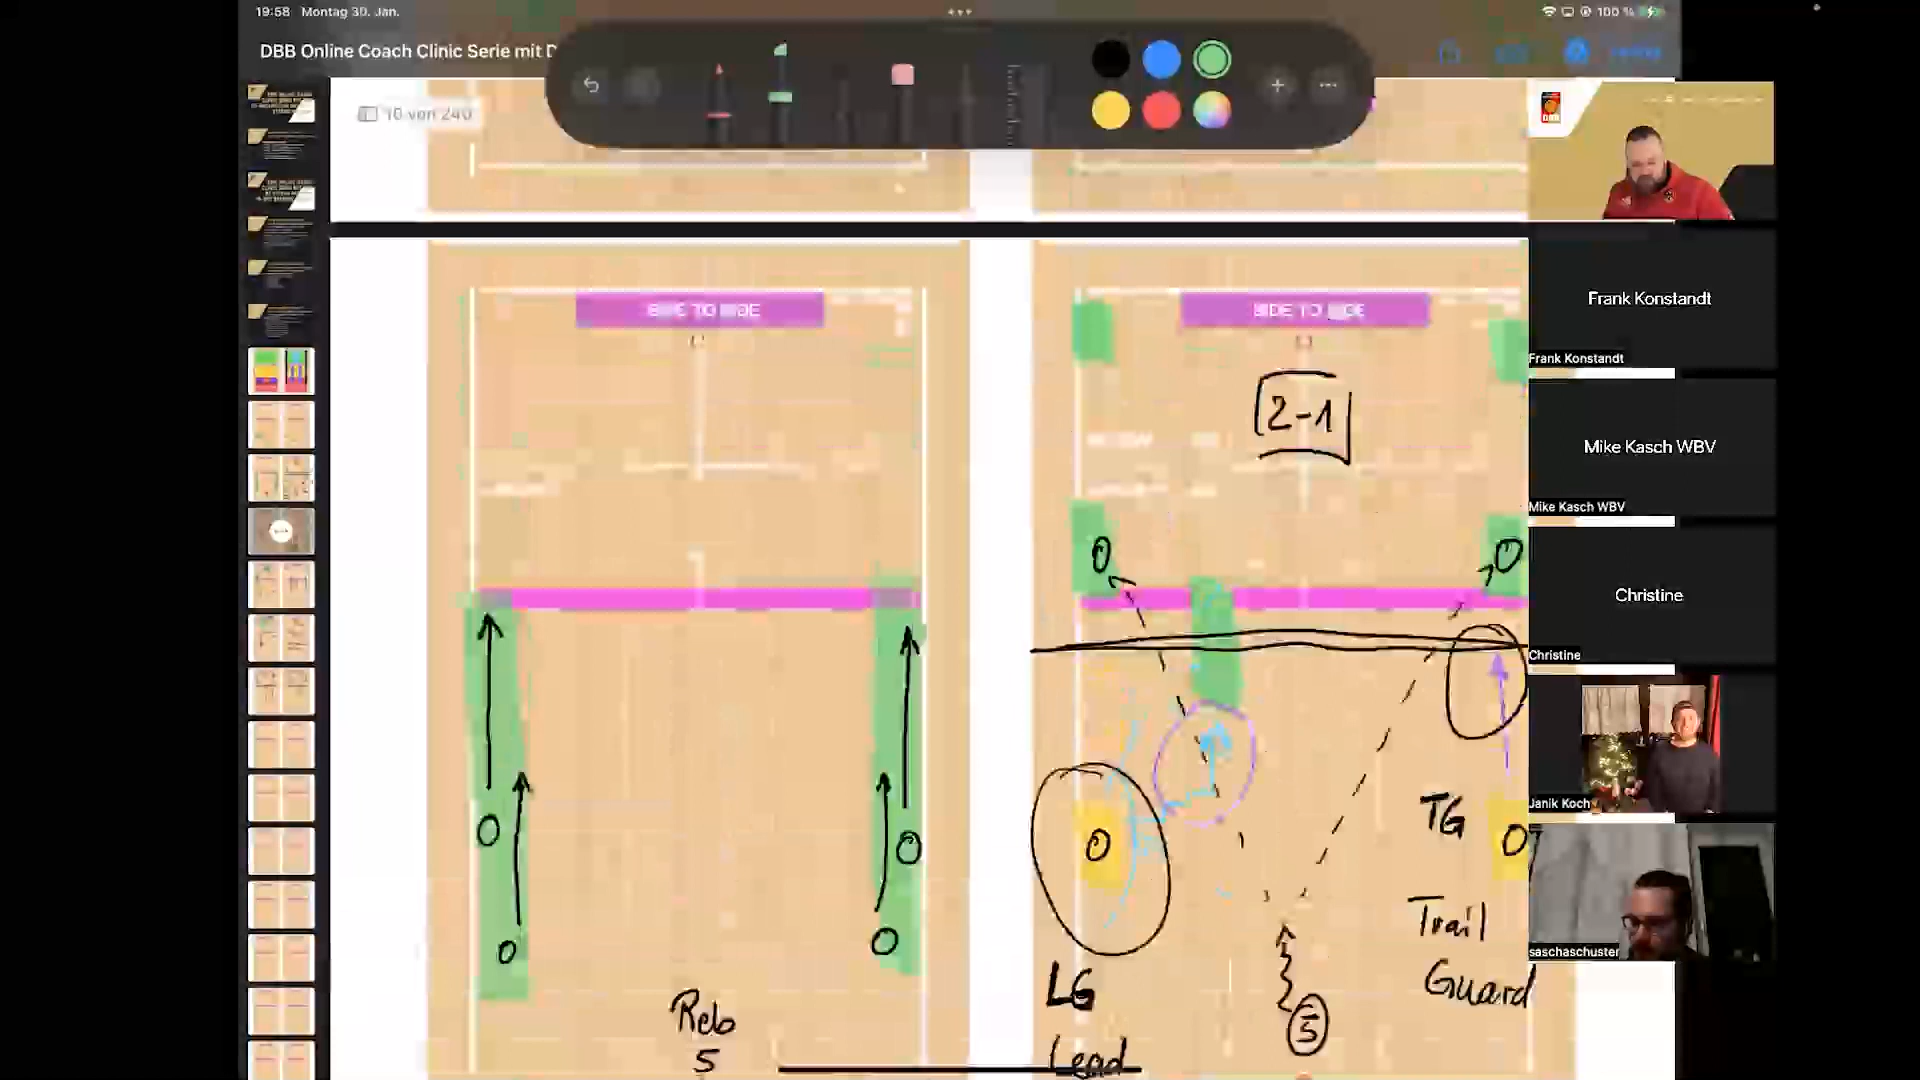 19:58 Montag 30. Jan.
100 %
DBB Online Coach Clinic Serie mit D
10 von 240
SIDE TO SIDE
SIDE TO SIDE
2-1
O
O
O
O
O
O
O
O
TG
Trail
Guard
LG
Lead
5
Reb
5
DBB
Frank Konstandt
Frank Konstandt
Mike Kasch WBV
Mike Kasch WBV
Christine
Christine
Janik Koch
saschaschuster